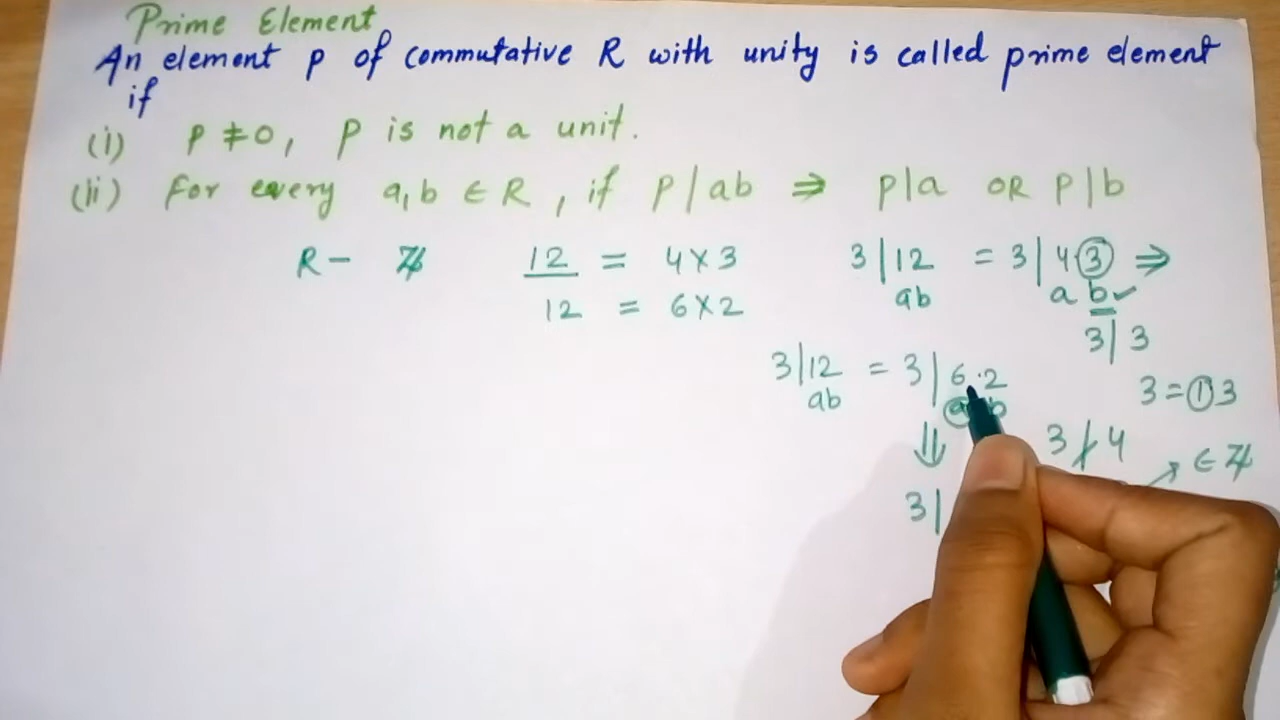 Prime Element
An element p of commutative R with unity is called prime element
if
(i) P ≠ 0, p is not a unit.
(ii) For every a,b ∈ R, if P|ab ⇒ p|a OR P|b
R - ℤ 12 = 4×3 3|12 = 3|4 3 ⇒
ab a b ✓
12 = 6×2
3|3
3|12 = 3|6·2
ab a b
3 = 1 3
⇓ 3∤4
∈ ℤ
3|